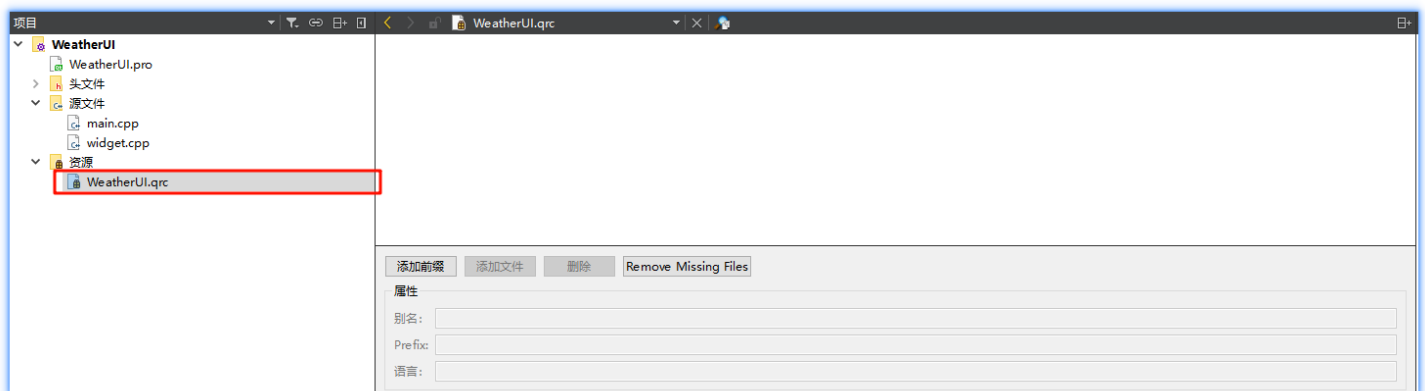 项目
WeatherUI.qrc
WeatherUI
WeatherUI.pro
头文件
源文件
main.cpp
widget.cpp
资源
WeatherUI.qrc
添加前缀 添加文件 删除 Remove Missing Files
属性
别名:
Prefix:
语言: